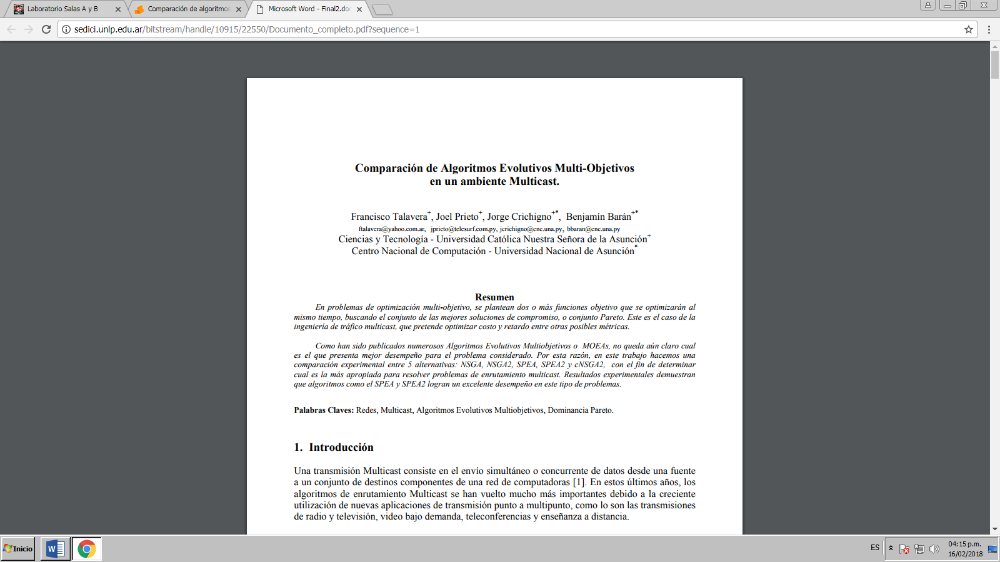 Laboratorio Salas A y B
Comparación de algoritmos
Microsoft Word - Final2.doc
sedici.unlp.edu.ar/bitstream/handle/10915/22550/Documento_completo.pdf?sequence=1
Comparación de Algoritmos Evolutivos Multi-Objetivos
en un ambiente Multicast.
Francisco Talavera+, Joel Prieto+, Jorge Crichigno+*, Benjamín Barán+*
ftalavera@yahoo.com.ar, jprieto@telesurf.com.py, jcrichigno@cnc.una.py, bbaran@cnc.una.py
Ciencias y Tecnología - Universidad Católica Nuestra Señora de la Asunción+
Centro Nacional de Computación - Universidad Nacional de Asunción*
Resumen
En problemas de optimización multi-objetivo, se plantean dos o más funciones objetivo que se optimizarán al
mismo tiempo, buscando el conjunto de las mejores soluciones de compromiso, o conjunto Pareto. Este es el caso de la
ingeniería de tráfico multicast, que pretende optimizar costo y retardo entre otras posibles métricas.
Como han sido publicados numerosos Algoritmos Evolutivos Multiobjetivos o MOEAs, no queda aún claro cual
es el que presenta mejor desempeño para el problema considerado. Por esta razón, en este trabajo hacemos una
comparación experimental entre 5 alternativas: NSGA, NSGA2, SPEA, SPEA2 y cNSGA2, con el fin de determinar
cual es la más apropiada para resolver problemas de enrutamiento multicast. Resultados experimentales demuestran
que algoritmos como el SPEA y SPEA2 logran un excelente desempeño en este tipo de problemas.
Palabras Claves: Redes, Multicast, Algoritmos Evolutivos Multiobjetivos, Dominancia Pareto.
1. Introducción
Una transmisión Multicast consiste en el envío simultáneo o concurrente de datos desde una fuente
a un conjunto de destinos componentes de una red de computadoras [1]. En estos últimos años, los
algoritmos de enrutamiento Multicast se han vuelto mucho más importantes debido a la creciente
utilización de nuevas aplicaciones de transmisión punto a multipunto, como lo son las transmisiones
de radio y televisión, video bajo demanda, teleconferencias y enseñanza a distancia.
Inicio
ES
04:15 p.m.
16/02/2018